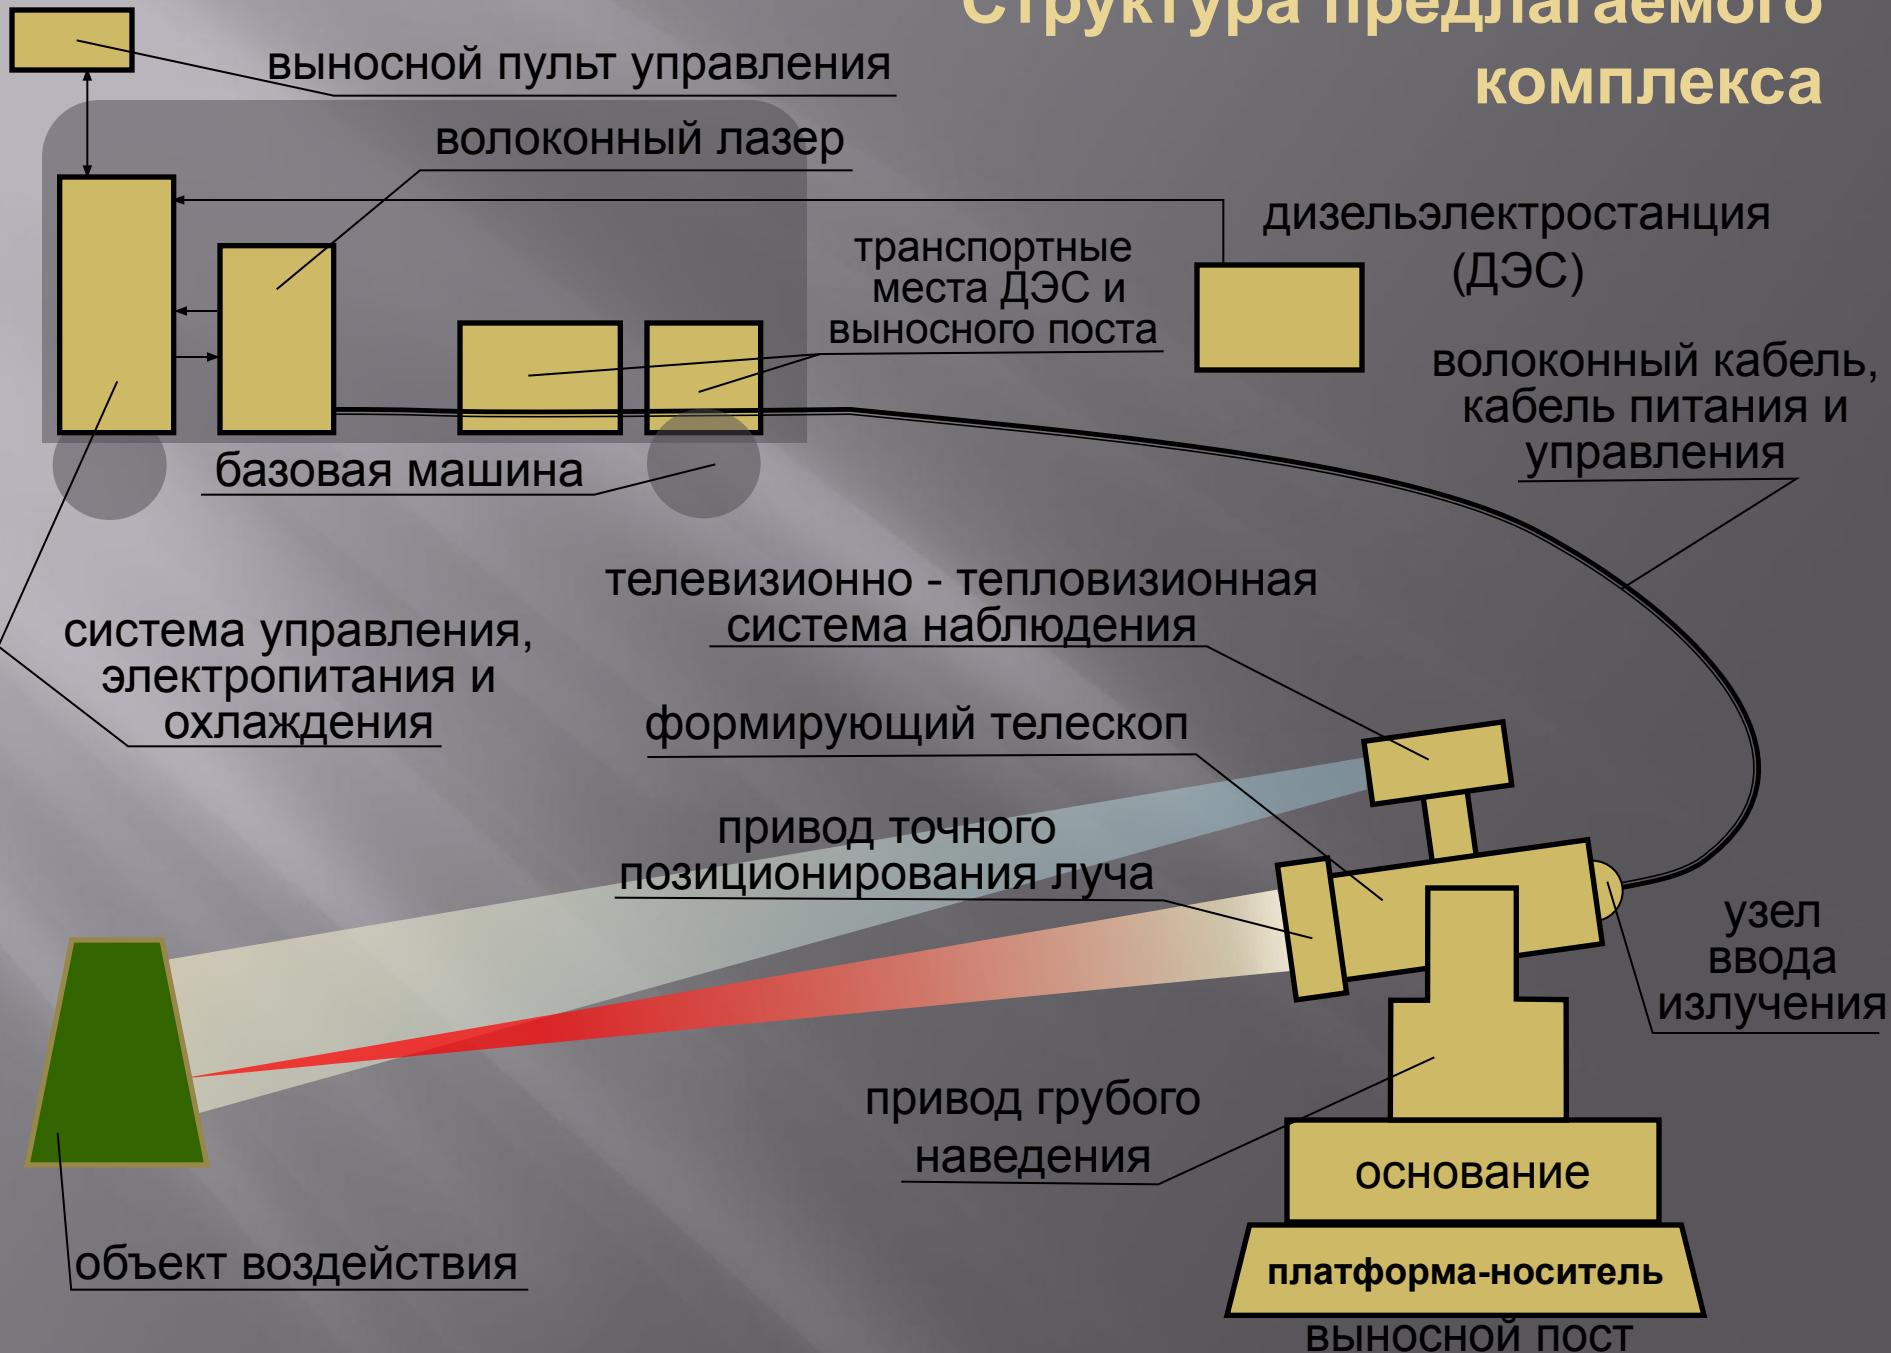 Структура предлагаемого
комплекса
выносной пульт управления
волоконный лазер
дизельэлектростанция
(ДЭС)
транспортные
места ДЭС и
выносного поста
волоконный кабель,
кабель питания и
управления
базовая машина
телевизионно - тепловизионная
система наблюдения
система управления,
электропитания и
охлаждения
формирующий телескоп
привод точного
позиционирования луча
узел
ввода
излучения
привод грубого
наведения
основание
объект воздействия
платформа-носитель
выносной пост